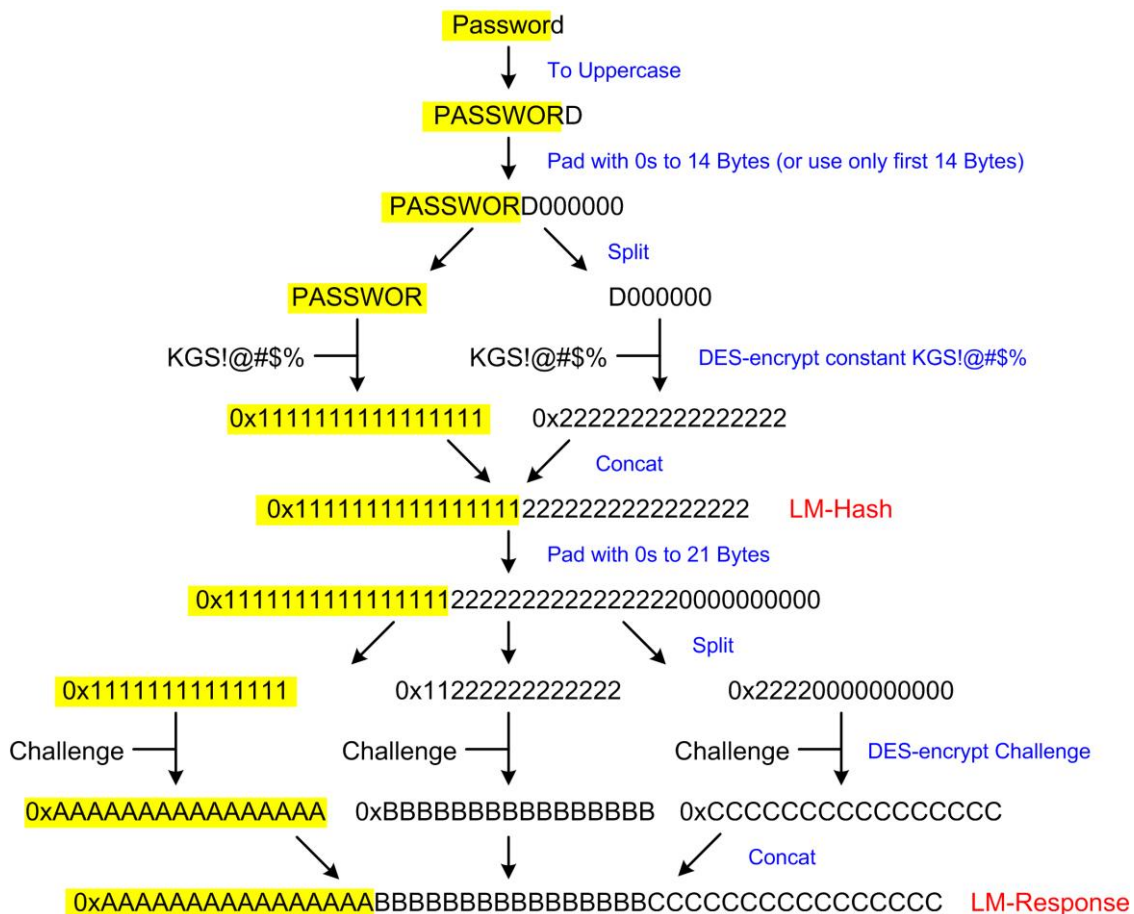 Password
To Uppercase
PASSWORD
Pad with 0s to 14 Bytes (or use only first 14 Bytes)
PASSWORD000000
Split
PASSWOR D000000
KGS!@#$% KGS!@#$% DES-encrypt constant KGS!@#$%
0x1111111111111111 0x2222222222222222
Concat
0x11111111111111112222222222222222 LM-Hash
Pad with 0s to 21 Bytes
0x111111111111111122222222222222220000000000
Split
0x11111111111111 0x11222222222222 0x22220000000000
Challenge Challenge Challenge DES-encrypt Challenge
0xAAAAAAAAAAAAAAAA 0xBBBBBBBBBBBBBBBB 0xCCCCCCCCCCCCCCCC
Concat
0xAAAAAAAAAAAAAAAABBBBBBBBBBBBBBBBCCCCCCCCCCCCCCCC LM-Response